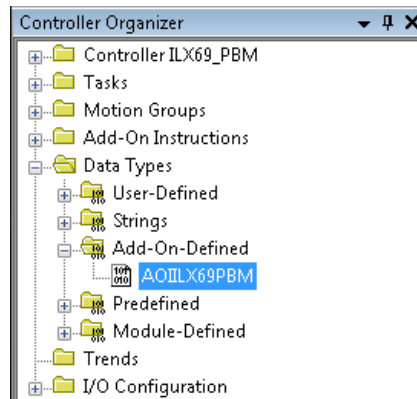 Controller Organizer
Controller ILX69_PBM
Tasks
Motion Groups
Add-On Instructions
Data Types
User-Defined
Strings
Add-On-Defined
AOIILX69PBM
Predefined
Module-Defined
Trends
I/O Configuration